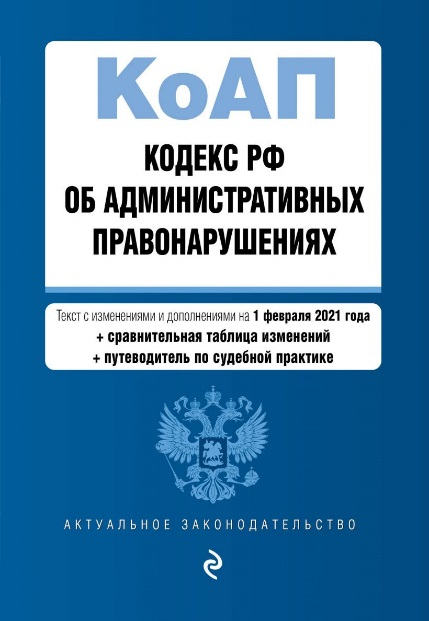 КоАП
КОДЕКС РФ
ОБ АДМИНИСТРАТИВНЫХ
ПРАВОНАРУШЕНИЯХ
Текст с изменениями и дополнениями на 1 февраля 2021 года
+ сравнительная таблица изменений
+ путеводитель по судебной практике
АКТУАЛЬНОЕ ЗАКОНОДАТЕЛЬСТВО